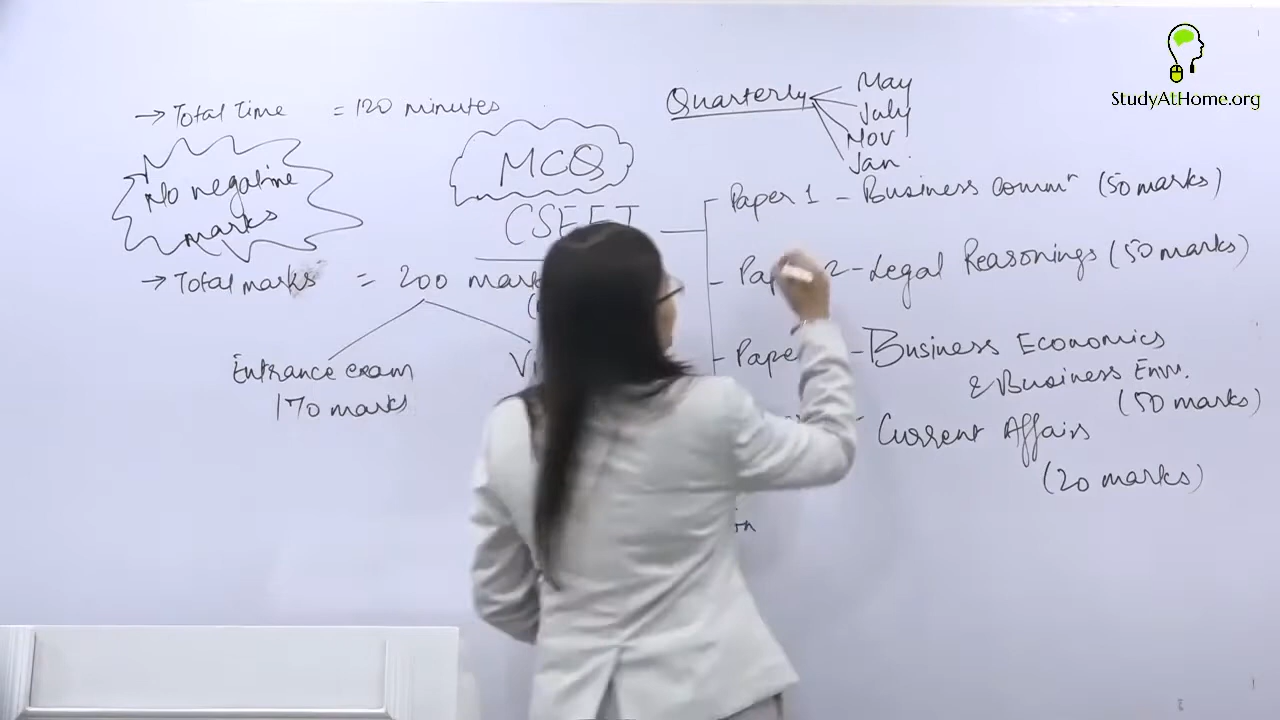 StudyAtHome.org
→ Total Time = 120 minutes
No negative
marks
→ Total marks = 200
Entrance exam
170 marks
MCQ
CSEET
Quarterly
May
July
Nov
Jan.
Paper 1 - Business commⁿ (50 marks)
2 - Legal Reasonings (50 marks)
- Business Economics
& Business Env.
(50 marks)
Current Affairs
(20 marks)